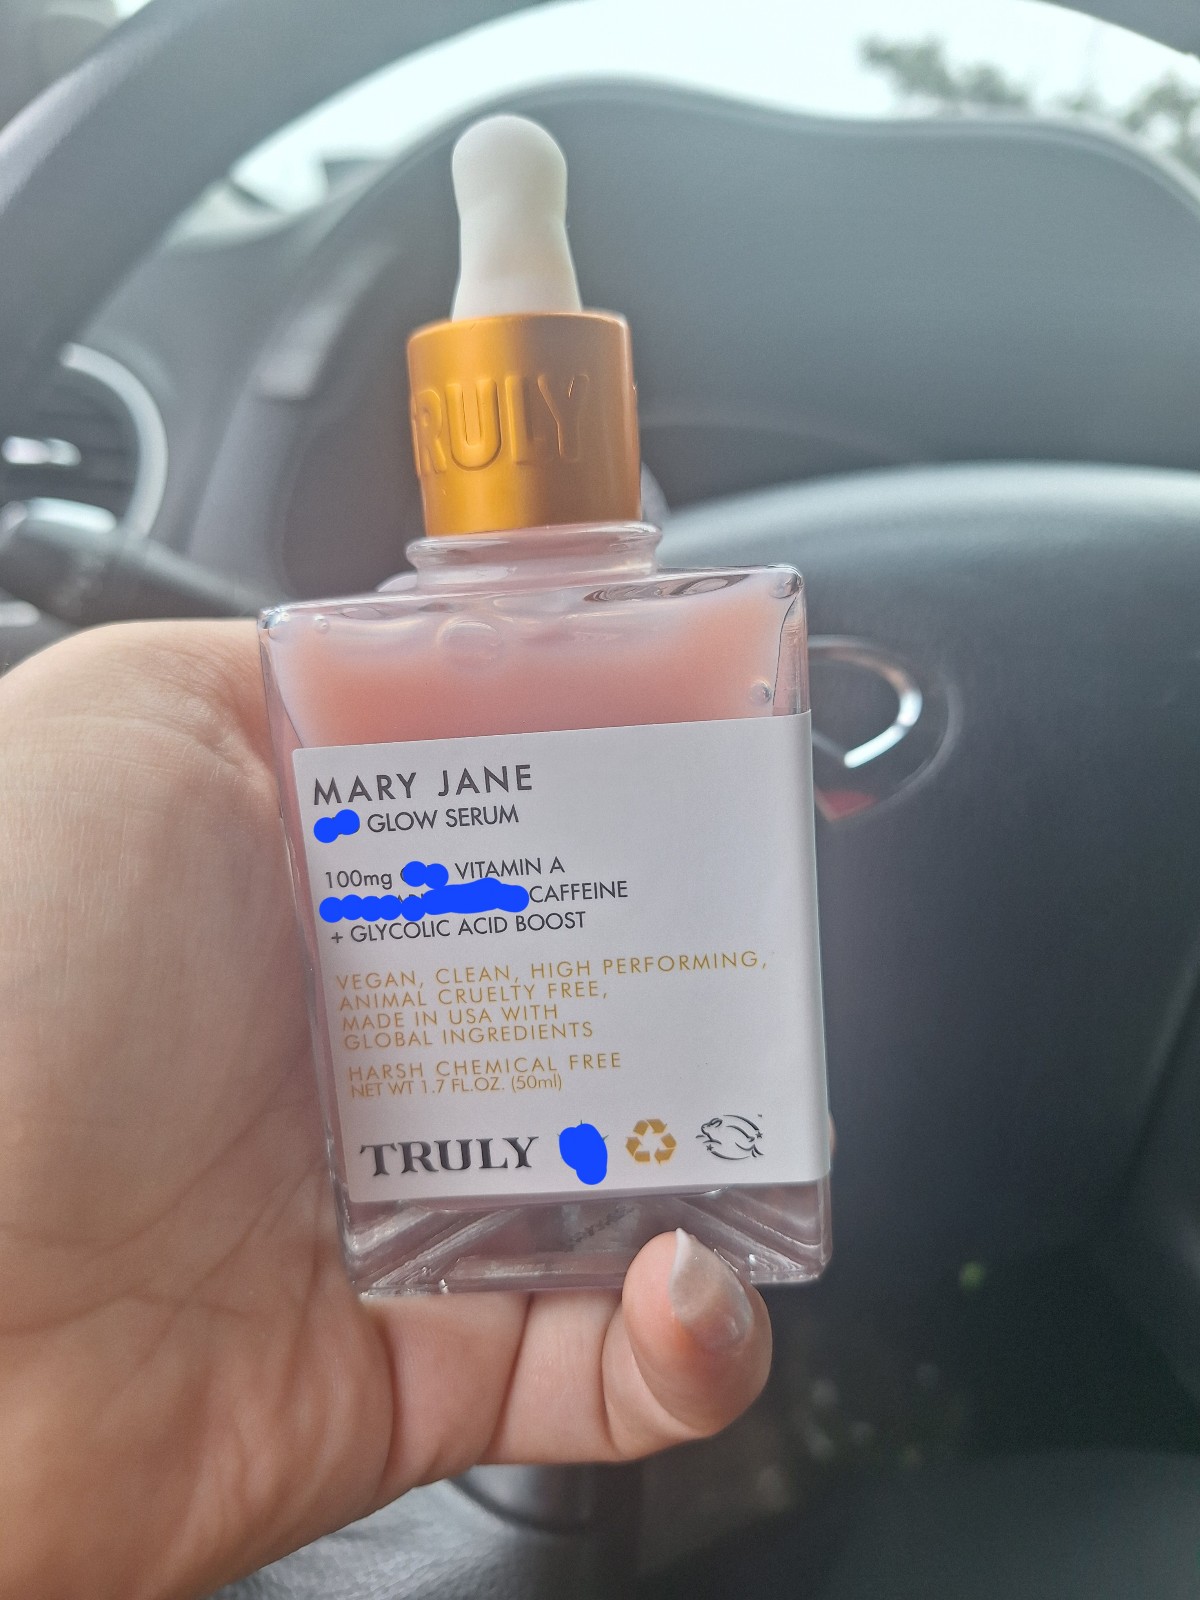 TRULY
MARY JANE
GLOW SERUM
100mg VITAMIN A
CAFFEINE
+ GLYCOLIC ACID BOOST
VEGAN, CLEAN, HIGH PERFORMING,
ANIMAL CRUELTY FREE,
MADE IN USA WITH
GLOBAL INGREDIENTS
HARSH CHEMICAL FREE
NET WT 1.7 FL.OZ. (50ml)
TRULY